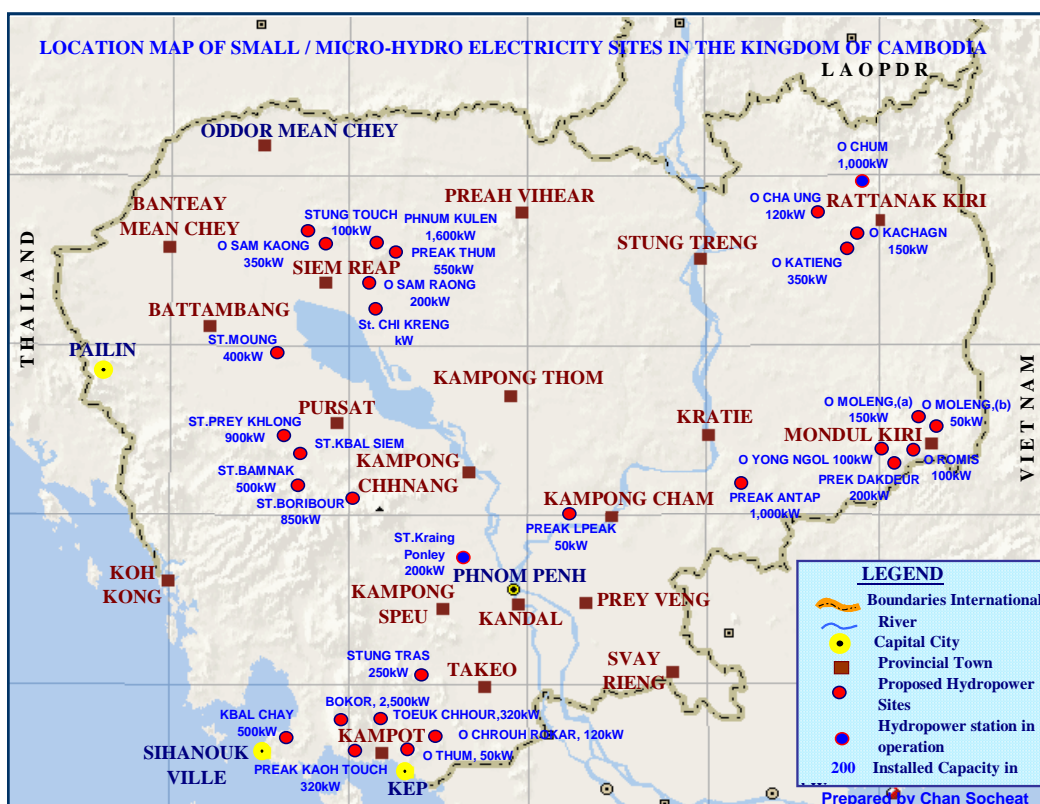 LOCATION MAP OF SMALL / MICRO-HYDRO ELECTRICITY SITES IN THE KINGDOM OF CAMBODIA
LAOPDR
ODDOR MEAN CHEY
O CHUM
1,000kW
BANTEAY
MEAN CHEY
PREAH VIHEAR
O CHA UNG
120kW
RATTANAK KIRI
STUNG TOUCH
100kW
PHNUM KULEN
1,600kW
O SAM KAONG
350kW
PREAK THUM
550kW
STUNG TRENG
O KACHAGN
150kW
O KATIENG
350kW
SIEM REAP
O SAM RAONG
200kW
THAILAND
BATTAMBANG
St. CHI KRENG
kW
ST.MOUNG
400kW
PAILIN
KAMPONG THOM
VIET NAM
PURSAT
ST.PREY KHLONG
900kW
ST.KBAL SIEM
KRATIE
O MOLENG,(a)
150kW
O MOLENG,(b)
50kW
MONDUL KIRI
O YONG NGOL 100kW
O ROMIS
100kW
PREK DAKDEUR
200kW
ST.BAMNAK
500kW
KAMPONG
CHHNANG
ST.BORIBOUR
850kW
KAMPONG CHAM
PREAK ANTAP
1,000kW
PREAK LPEAK
50kW
ST.Kraing
Ponley
200kW
PHNOM PENH
KOH
KONG
KAMPONG
SPEU
KANDAL
PREY VENG
STUNG TRAS
250kW
TAKEO
SVAY
RIENG
BOKOR, 2,500kW
TOEUK CHHOUR,320kW
KBAL CHAY
500kW
KAMPOT
O CHROUH ROKAR, 120kW
O THUM, 50kW
SIHANOUK
VILLE
PREAK KAOH TOUCH
320kW
KEP
LEGEND
Boundaries International
River
Capital City
Provincial Town
Proposed Hydropower
Sites
Hydropower station in
operation
200 Installed Capacity in
kW
Prepared by Chan Socheat